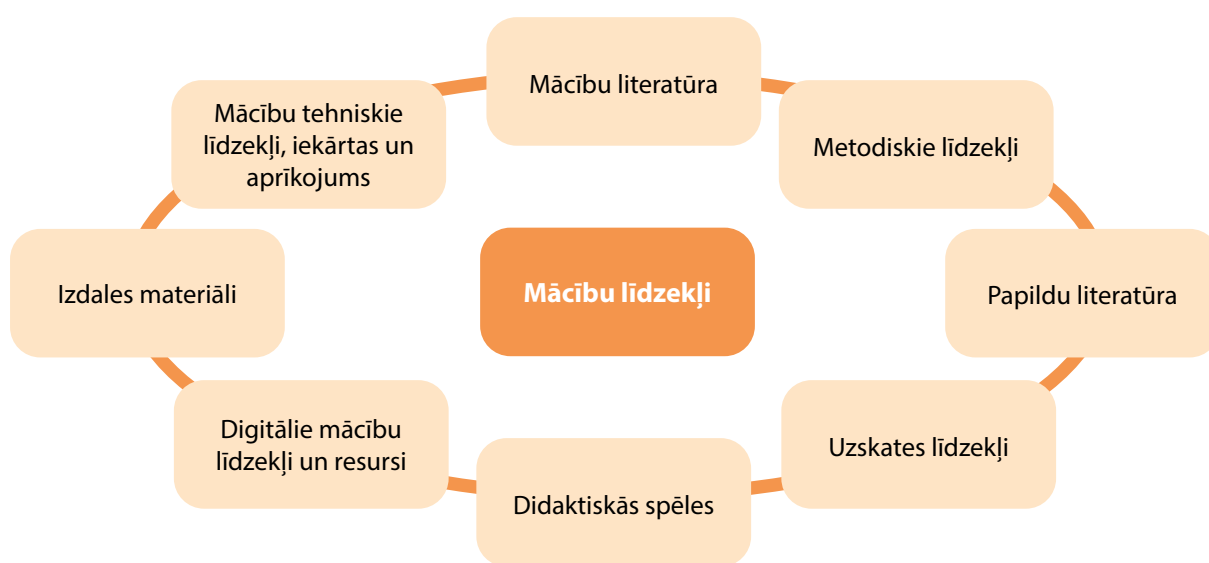 Mācību literatūra
Mācību tehniskie
līdzekļi, iekārtas un
aprīkojums
Metodiskie līdzekļi
Izdales materiāli
Mācību līdzekļi
Papildu literatūra
Digitālie mācību
līdzekļi un resursi
Uzskates līdzekļi
Didaktiskās spēles